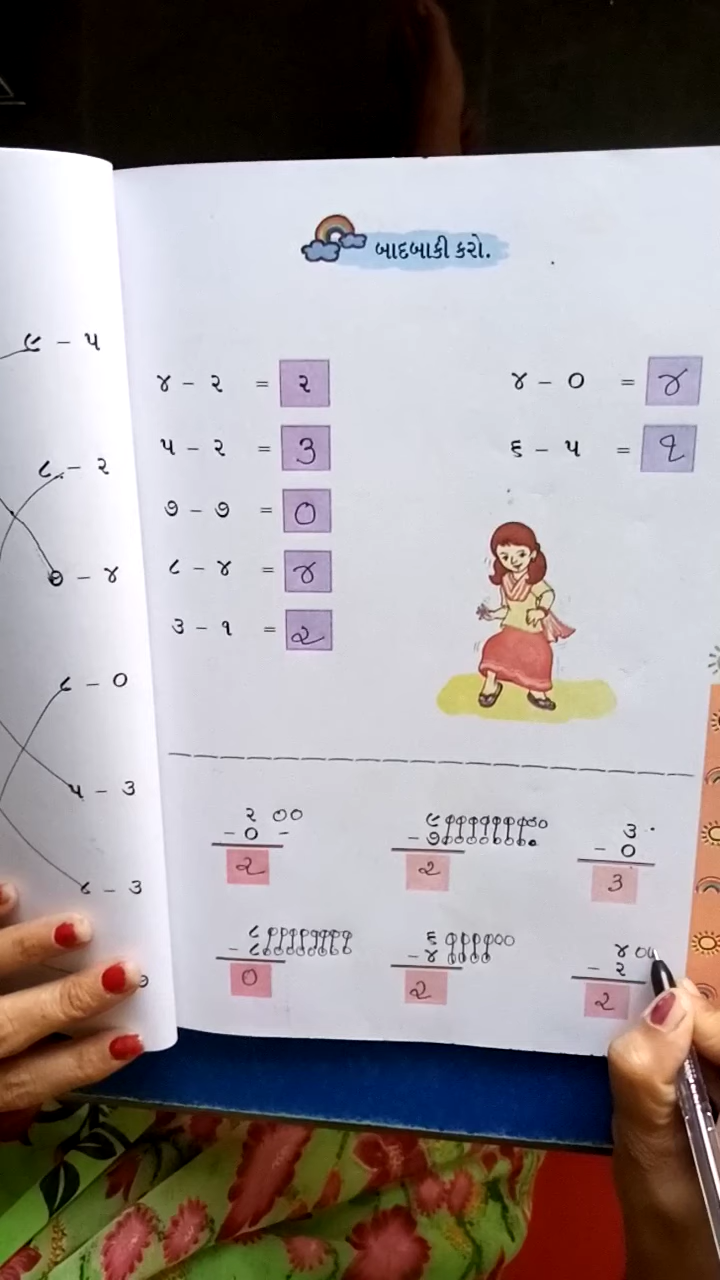 બાદબાકી કરો.
૯ – ૫
૮ – ૨
૭ – ૪
૮ – ૦
૫ – ૩
૮ – ૩
૪ – ૨ = ૨
૫ – ૨ = ૩
૭ – ૭ = ૦
૮ – ૪ = ૪
૩ – ૧ = ૨
૪ – ૦ = ૪
૬ – ૫ = ૧
૨ ૯ ૩
– ૦ – ૭ – ૦
૨ ૨ ૩
૮ ૬ ૪
– ૮ – ૪ – ૨
૦ ૨ ૨